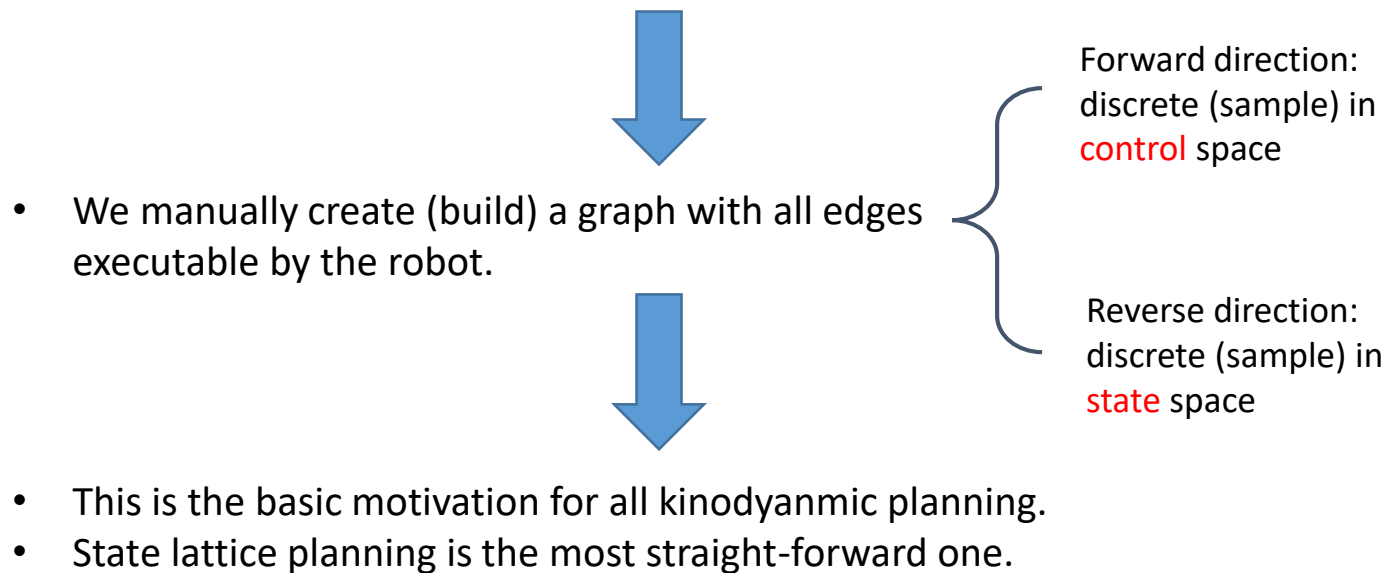 Forward direction:
discrete (sample) in
control space
• We manually create (build) a graph with all edges
executable by the robot.
Reverse direction:
discrete (sample) in
state space
• This is the basic motivation for all kinodyanmic planning.
• State lattice planning is the most straight-forward one.